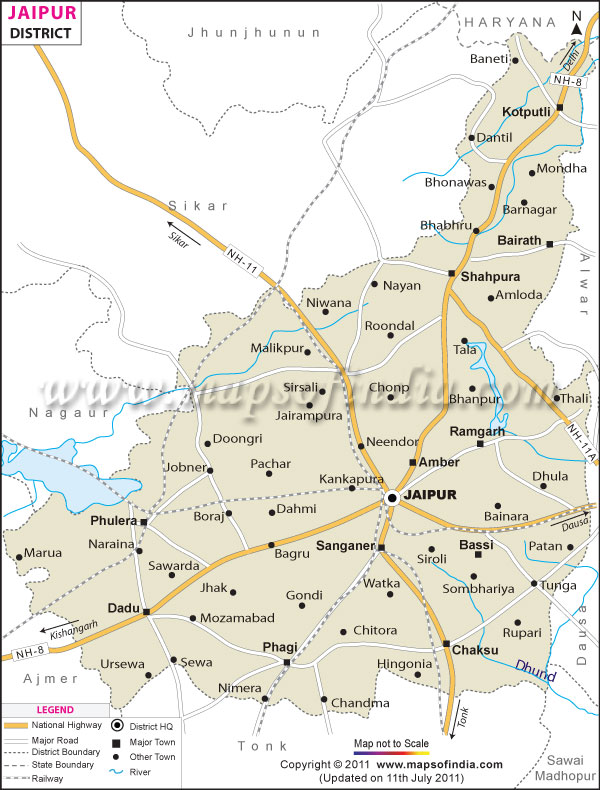 JAIPUR
DISTRICT
HARYANA
N
Jhunjhunun
Baneti
Delhi
NH-8
Kotputli
Dantil
Mondha
Bhonawas
Sikar
Barnagar
Sikar
Bhabhru
NH-11
Bairath
Shahpura
Alwar
Nayan
Niwana
Amloda
Roondal
Malikpur
Tala
www.mapsofindia.com
Sirsali
Chonp
Bhanpur
Thali
Nagaur
Jairampura
Ramgarh
NH-11A
Doongri
Neendor
Jobner
Pachar
Amber
Kankapura
Dhula
JAIPUR
Boraj
Dahmi
Bainara
Phulera
Dausa
Naraina
Sanganer
Bassi
Patan
Marua
Bagru
Siroli
Sawarda
Watka
Sombhariya
Tunga
Jhak
Gondi
Dadu
Mozamabad
Kishangarh
Chitora
Rupari
Dausa
NH-8
Phagi
Chaksu
Ursewa
Sewa
Hingonia
Dhund
Ajmer
Nimera
Chandma
Tonk
LEGEND
National Highway
District HQ
Major Road
Major Town
District Boundary
Other Town
State Boundary
River
Railway
Tonk
Map not to Scale
Copyright © 2011 www.mapsofindia.com
(Updated on 11th July 2011)
Sawai
Madhopur